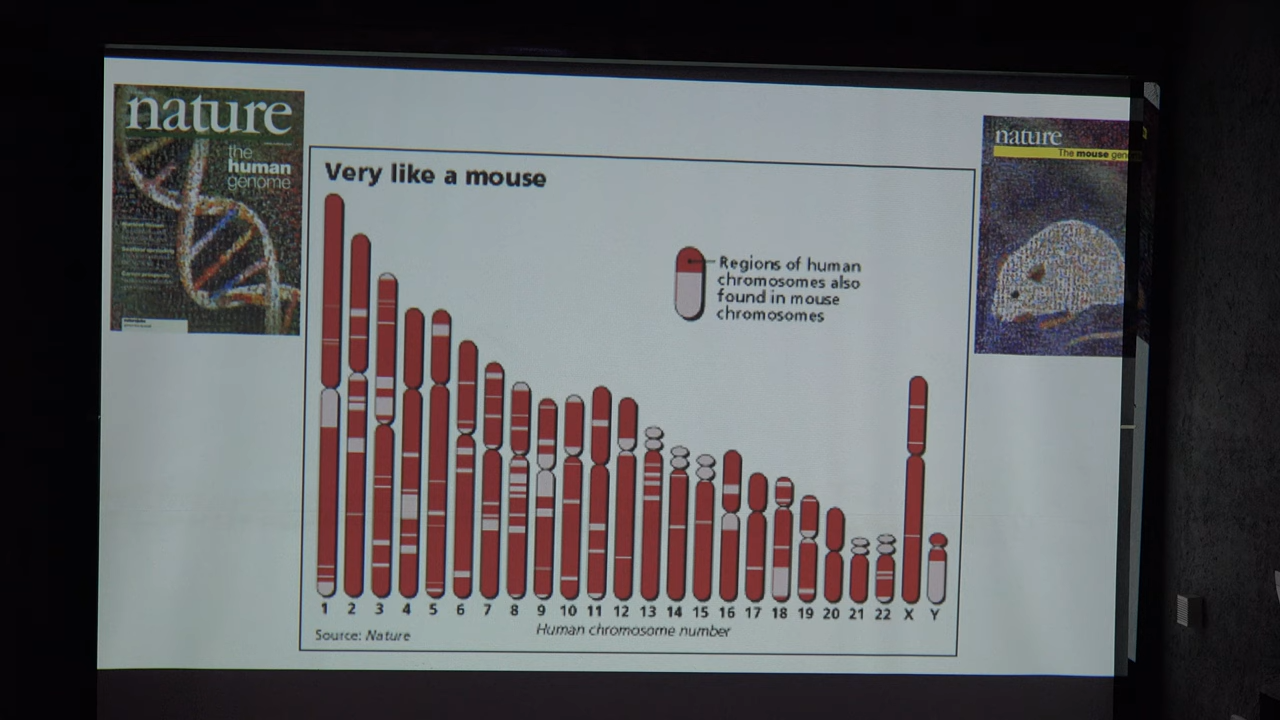 nature
the
human
genome
nature
The mouse
Very like a mouse
Regions of human
chromosomes also
found in mouse
chromosomes
1 2 3 4 5 6 7 8 9 10 11 12 13 14 15 16 17 18 19 20 21 22 X Y
Human chromosome number
Source: Nature